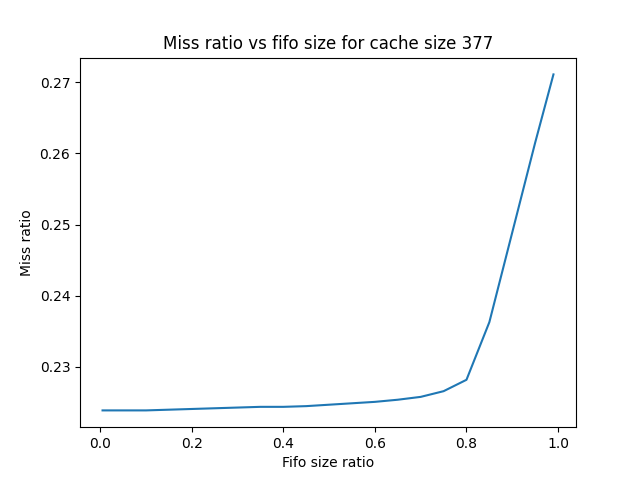 Miss ratio vs fifo size for cache size 377
0.27
0.26
0.25
0.24
0.23
Miss ratio
0.0 0.2 0.4 0.6 0.8 1.0
Fifo size ratio